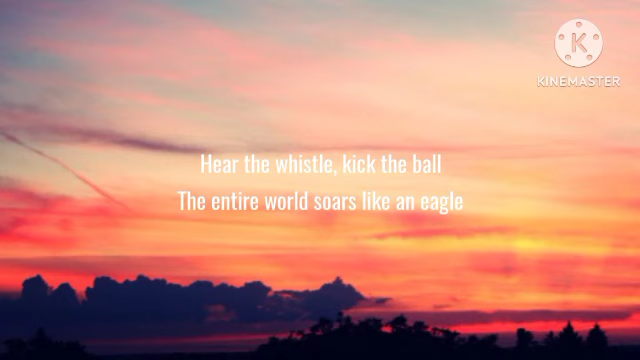 KINEMASTER
Hear the whistle, kick the ball
The entire world soars like an eagle